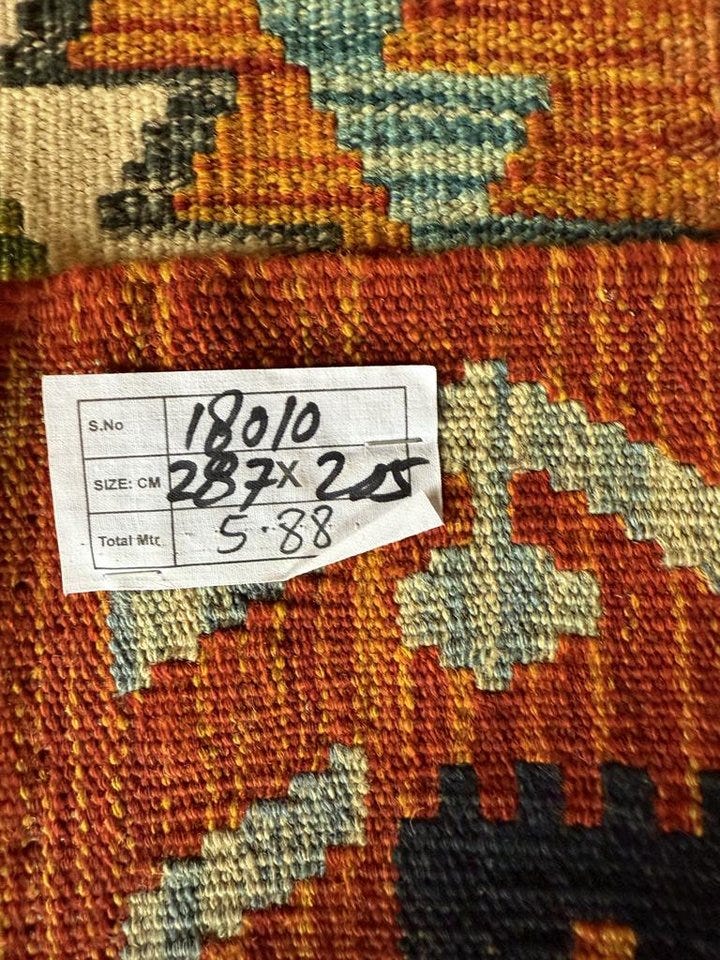 S.No 18010
SIZE: CM 287 X 205
Total Mtr. 5.88